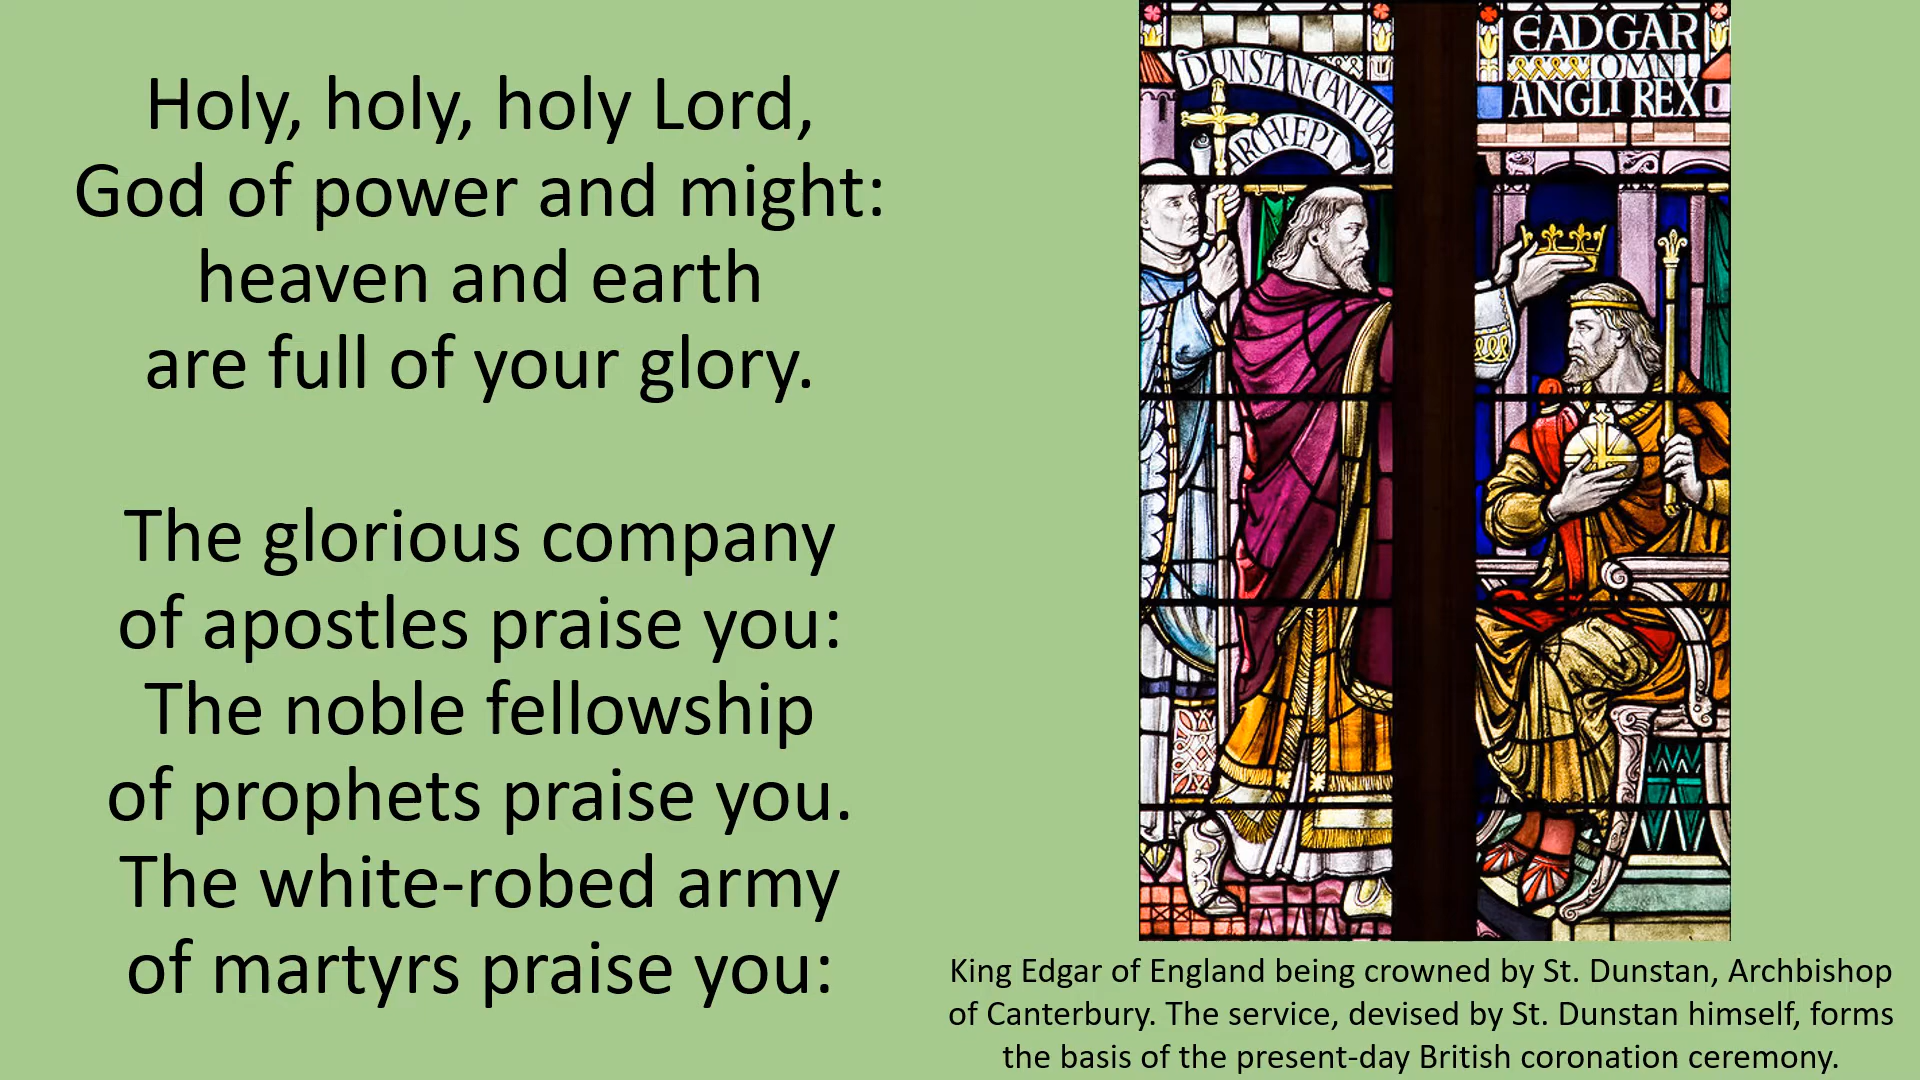 Holy, holy, holy Lord,
God of power and might:
heaven and earth
are full of your glory.
The glorious company
of apostles praise you:
The noble fellowship
of prophets praise you.
The white-robed army
of martyrs praise you:
DUNSTAN·CANTUAR
ARCHIEPI
EADGAR
OMNI
ANGLI REX
King Edgar of England being crowned by St. Dunstan, Archbishop
of Canterbury. The service, devised by St. Dunstan himself, forms
the basis of the present-day British coronation ceremony.